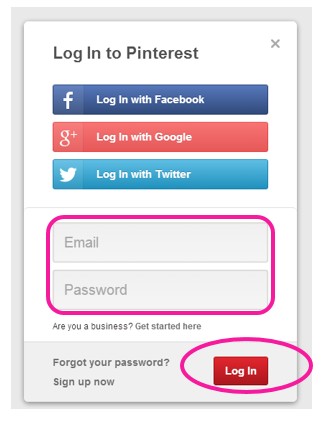 Log In to Pinterest
Log In with Facebook
Log In with Google
Log In with Twitter
Email
Password
Are you a business? Get started here
Forgot your password?
Sign up now
Log In